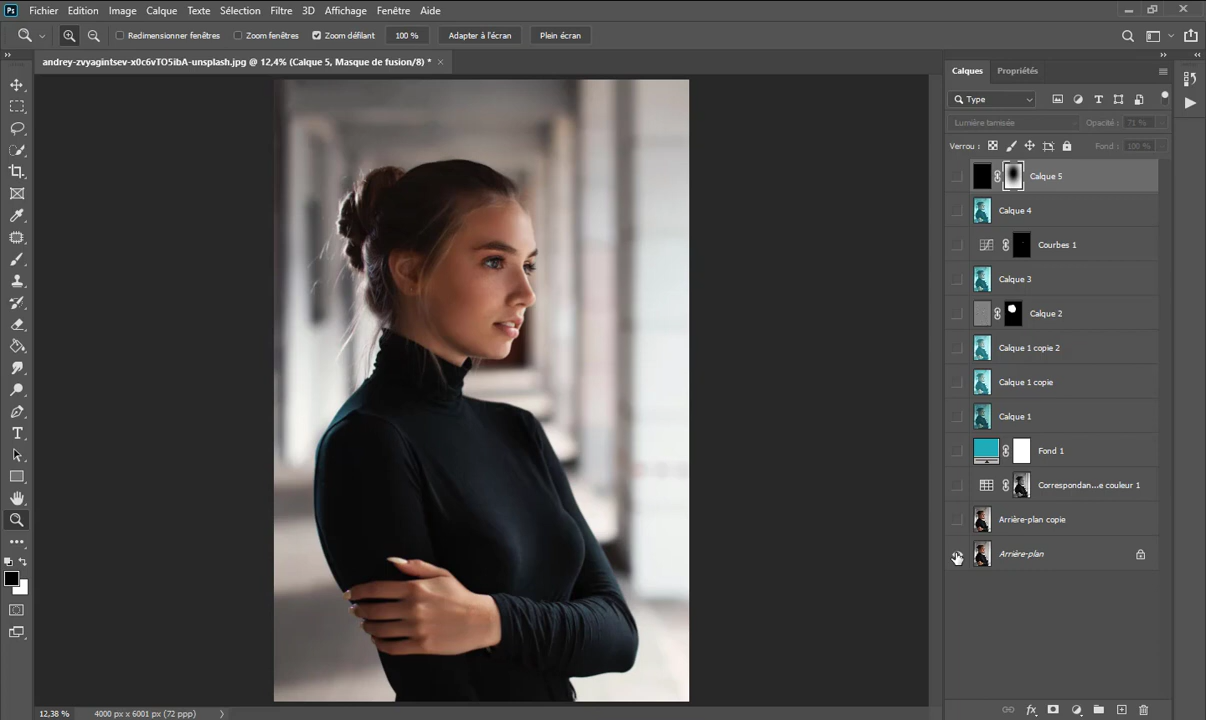 Ps Fichier Edition Image Calque Texte Sélection Filtre 3D Affichage Fenêtre Aide
Redimensionner fenêtres Zoom fenêtres Zoom défilant 100 % Adapter à l'écran Plein écran
andrey-zvyagintsev-x0c6vTO5ibA-unsplash.jpg @ 12,4% (Calque 5, Masque de fusion/8) *
Calques Propriétés
Type
Lumière tamisée Opacité : 71 %
Verrou : Fond : 100 %
Calque 5
Calque 4
Courbes 1
Calque 3
Calque 2
Calque 1 copie 2
Calque 1 copie
Calque 1
Fond 1
Correspondan...e couleur 1
Arrière-plan copie
Arrière-plan
12,38 % 4000 px x 6001 px (72 ppp)